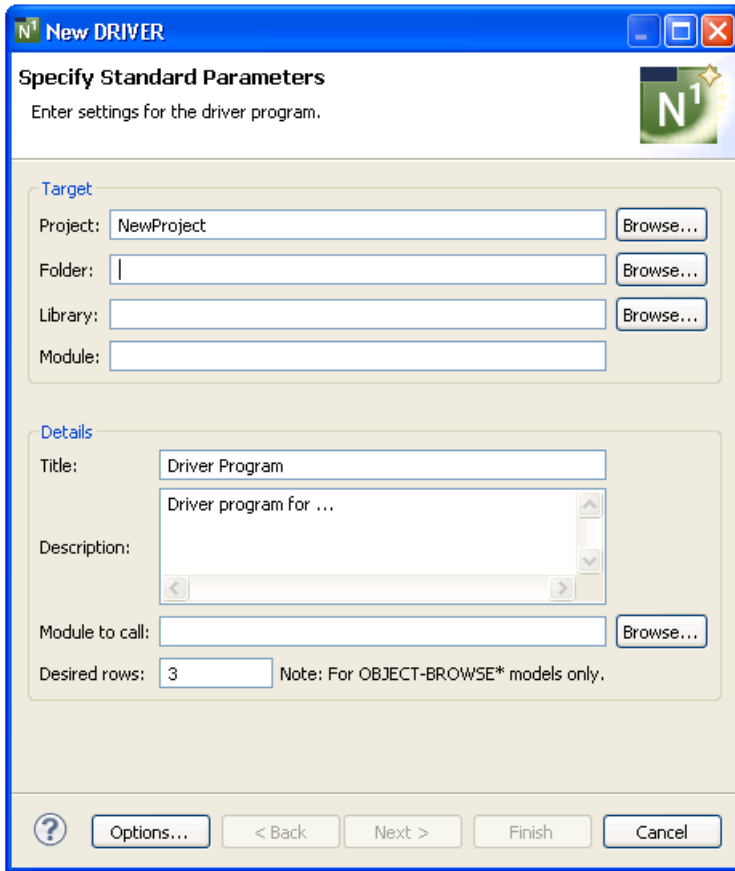 N1 New DRIVER
Specify Standard Parameters
Enter settings for the driver program.
N1
Target
Project: NewProject Browse...
Folder: Browse...
Library: Browse...
Module:
Details
Title: Driver Program
Description: Driver program for ...
Module to call: Browse...
Desired rows: 3 Note: For OBJECT-BROWSE* models only.
? Options... < Back Next > Finish Cancel